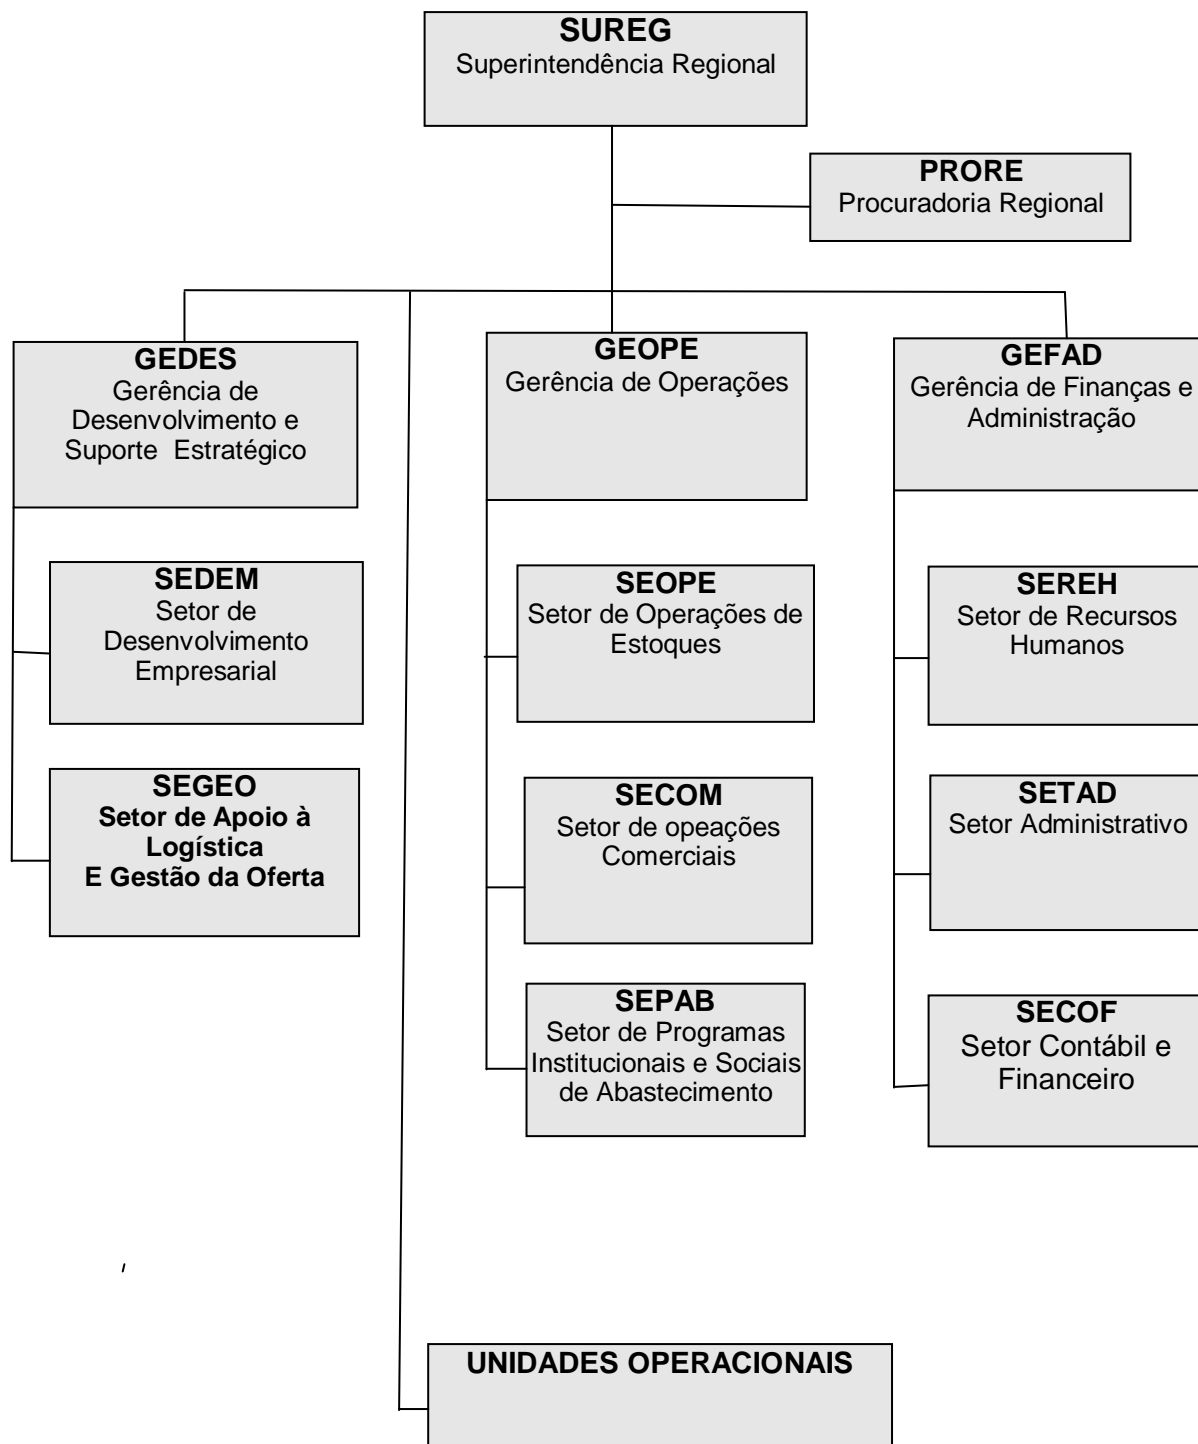 SUREG
Superintendência Regional
PRORE
Procuradoria Regional
GEDES
Gerência de
Desenvolvimento e
Suporte Estratégico
GEOPE
Gerência de Operações
GEFAD
Gerência de Finanças e
Administração
SEDEM
Setor de
Desenvolvimento
Empresarial
SEOPE
Setor de Operações de
Estoques
SEREH
Setor de Recursos
Humanos
SEGEO
Setor de Apoio à
Logística
E Gestão da Oferta
SECOM
Setor de opeações
Comerciais
SETAD
Setor Administrativo
SEPAB
Setor de Programas
Institucionais e Sociais
de Abastecimento
SECOF
Setor Contábil e
Financeiro
UNIDADES OPERACIONAIS